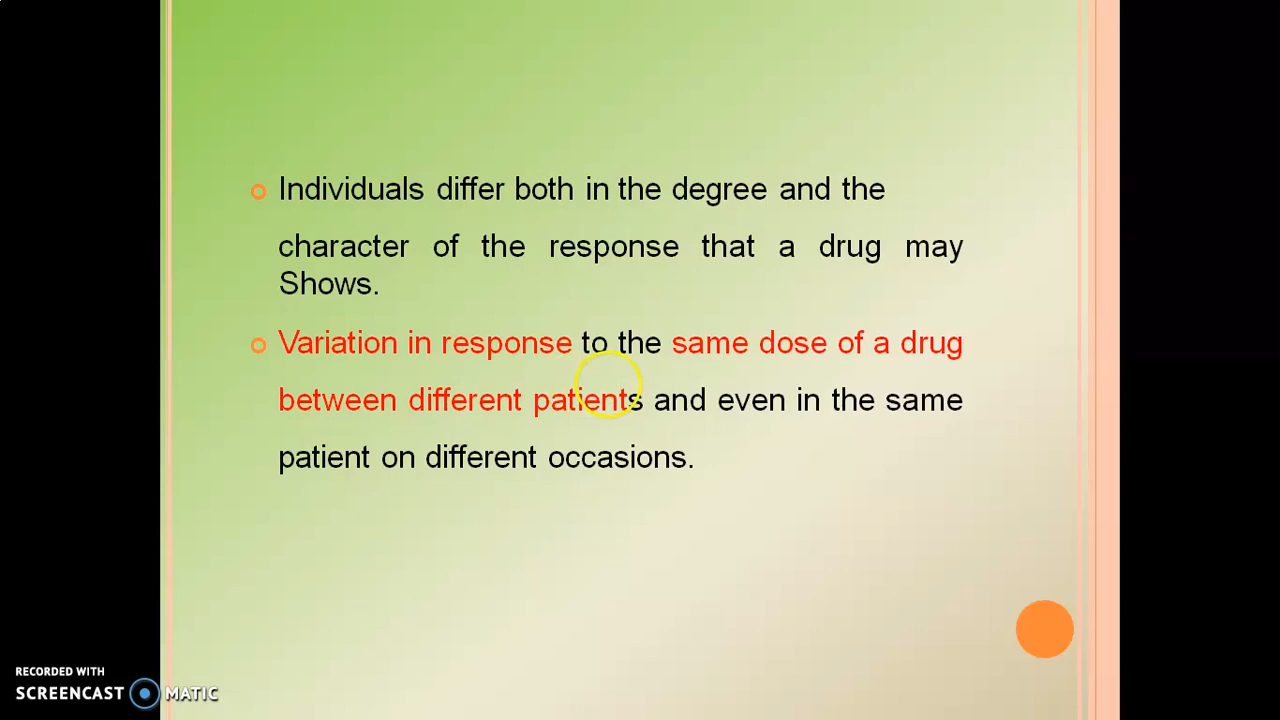 Individuals differ both in the degree and the
character of the response that a drug may
Shows.
Variation in response to the same dose of a drug
between different patients and even in the same
patient on different occasions.
RECORDED WITH
SCREENCAST MATIC